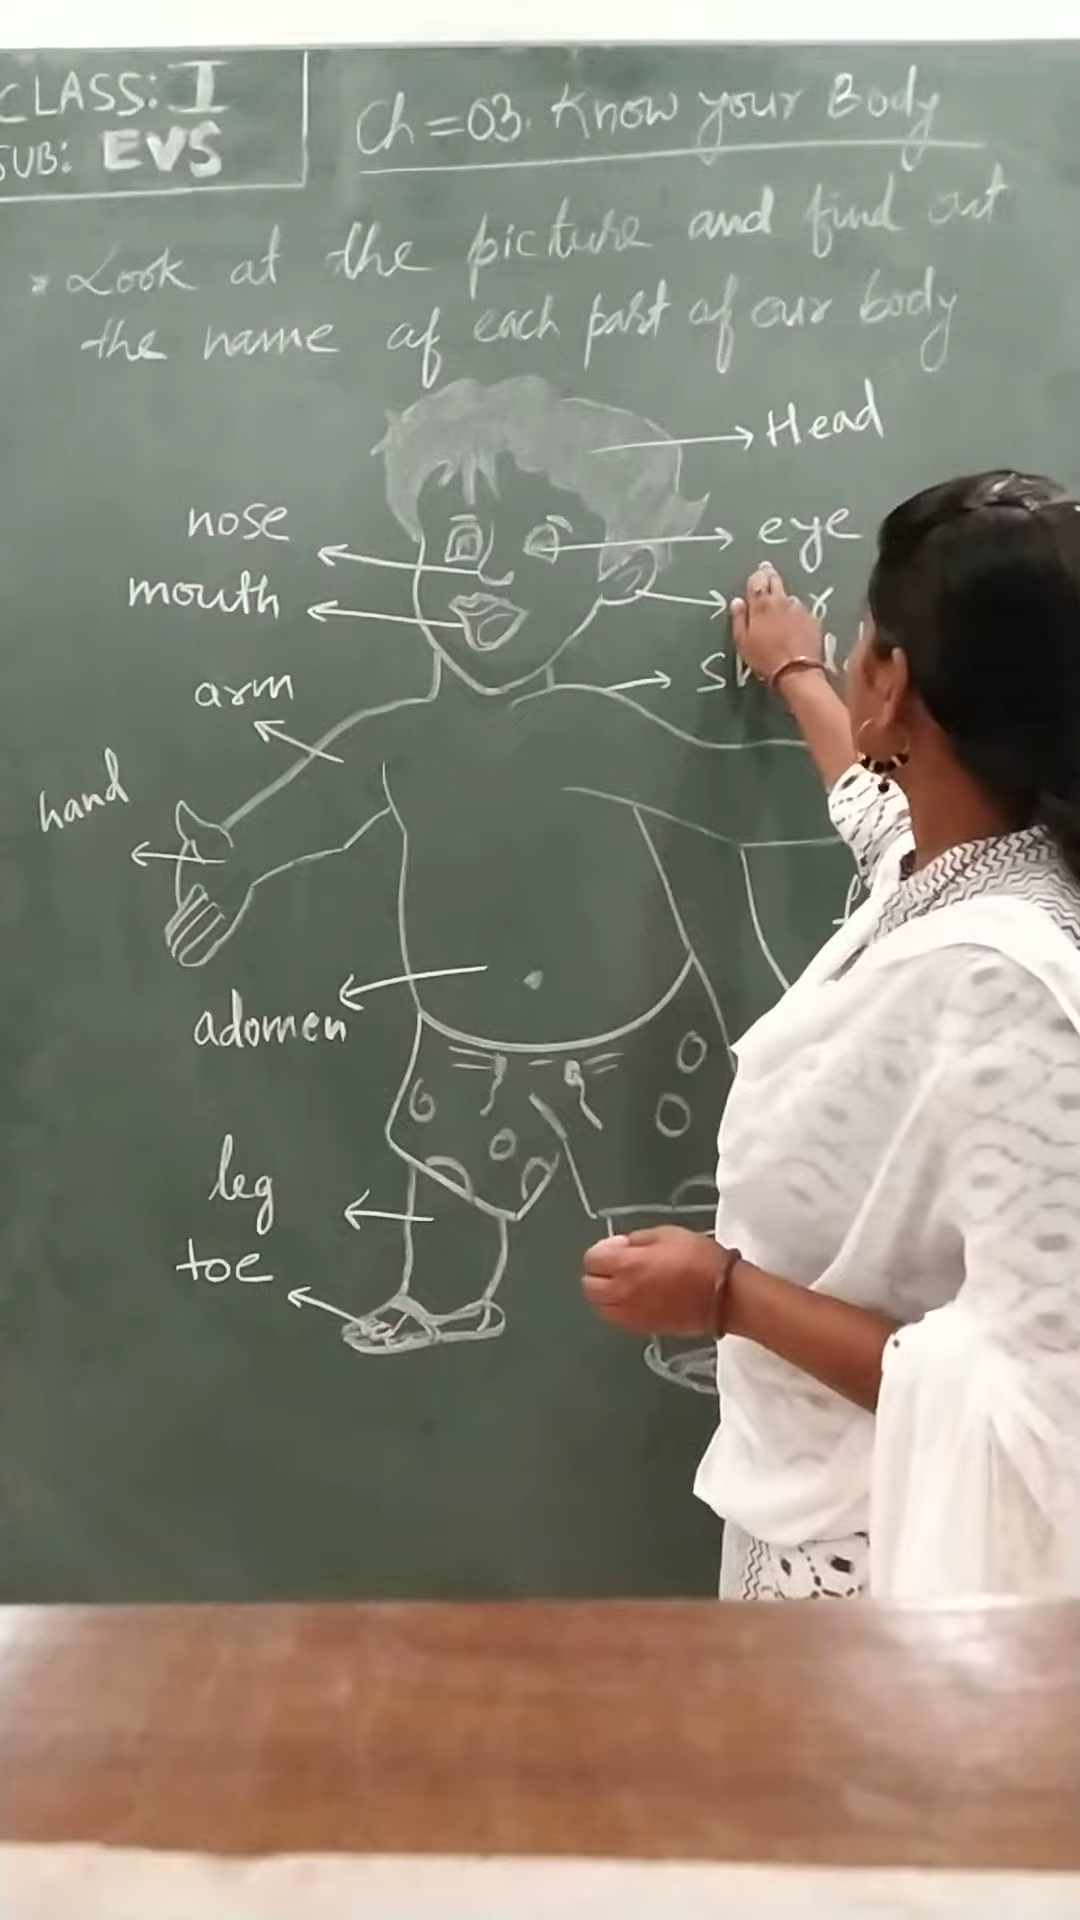 CLASS: I
SUB: EVS
Ch = 03. Know your Body
* Look at the picture and find out
the name of each part of our body
Head
nose
eye
mouth
arm
hand
adomen
leg
toe